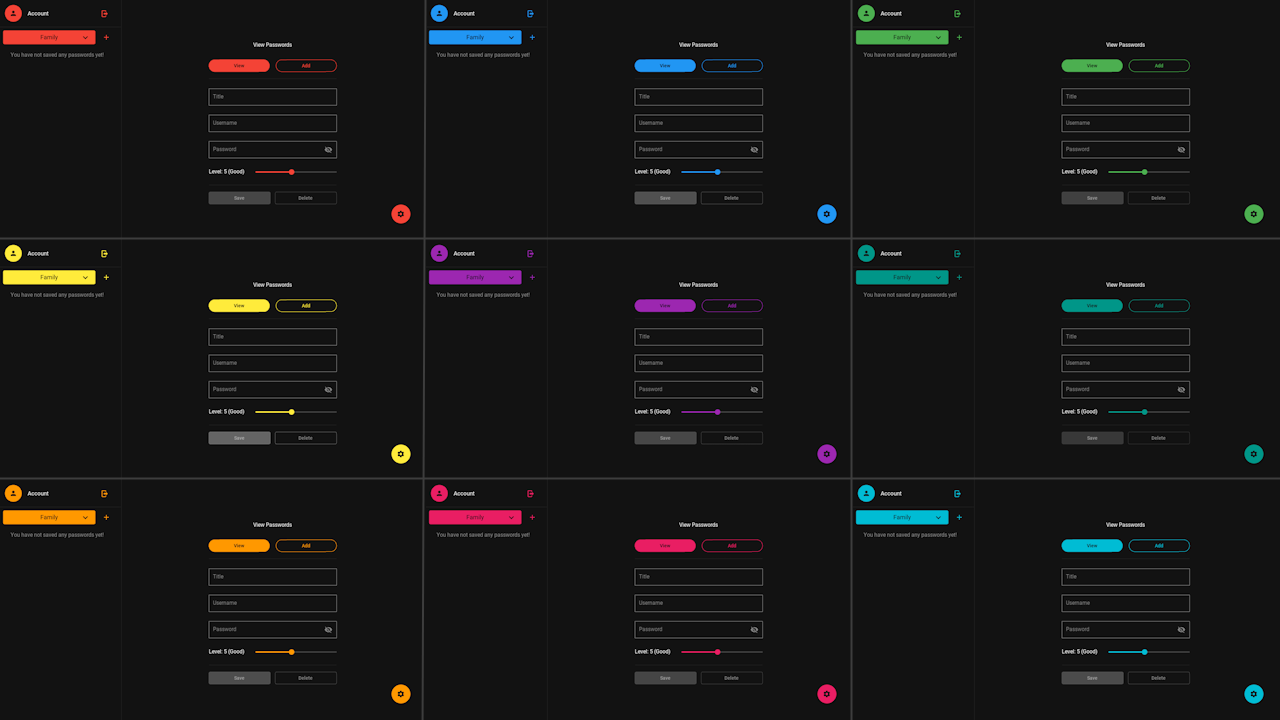 Account
Family
You have not saved any passwords yet!
View Passwords
View Add
Title
Username
Password
Level: 5 (Good)
Save Delete
Account
Family
You have not saved any passwords yet!
View Passwords
View Add
Title
Username
Password
Level: 5 (Good)
Save Delete
Account
Family
You have not saved any passwords yet!
View Passwords
View Add
Title
Username
Password
Level: 5 (Good)
Save Delete
Account
Family
You have not saved any passwords yet!
View Passwords
View Add
Title
Username
Password
Level: 5 (Good)
Save Delete
Account
Family
You have not saved any passwords yet!
View Passwords
View Add
Title
Username
Password
Level: 5 (Good)
Save Delete
Account
Family
You have not saved any passwords yet!
View Passwords
View Add
Title
Username
Password
Level: 5 (Good)
Save Delete
Account
Family
You have not saved any passwords yet!
View Passwords
View Add
Title
Username
Password
Level: 5 (Good)
Save Delete
Account
Family
You have not saved any passwords yet!
View Passwords
View Add
Title
Username
Password
Level: 5 (Good)
Save Delete
Account
Family
You have not saved any passwords yet!
View Passwords
View Add
Title
Username
Password
Level: 5 (Good)
Save Delete